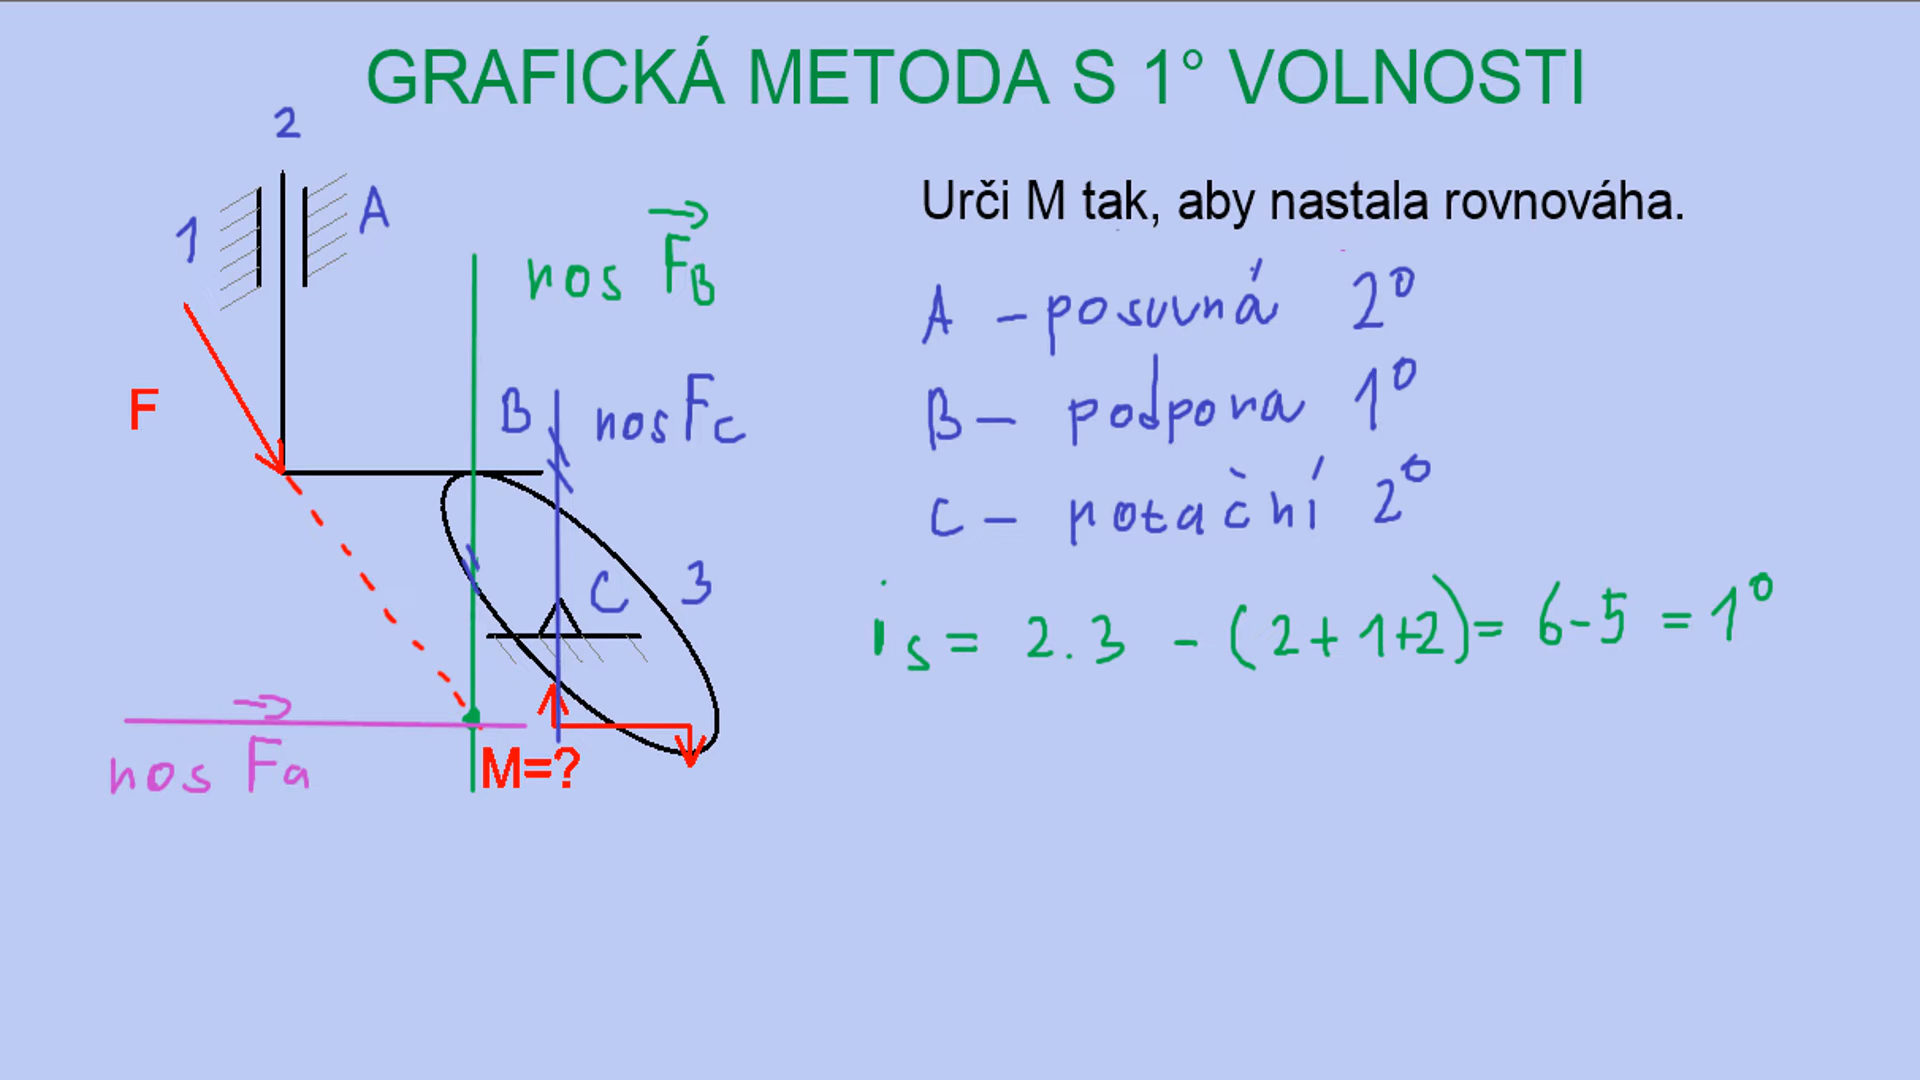 GRAFICKÁ METODA S 1° VOLNOSTI
2
1
A
F
nos F_B
B
nos F_C
C
3
nos F_A
M=?
Urči M tak, aby nastala rovnováha.
A - posuvná 2°
B - podpora 1°
C - rotační 2°
i_s = 2.3 - (2+1+2) = 6-5 = 1°